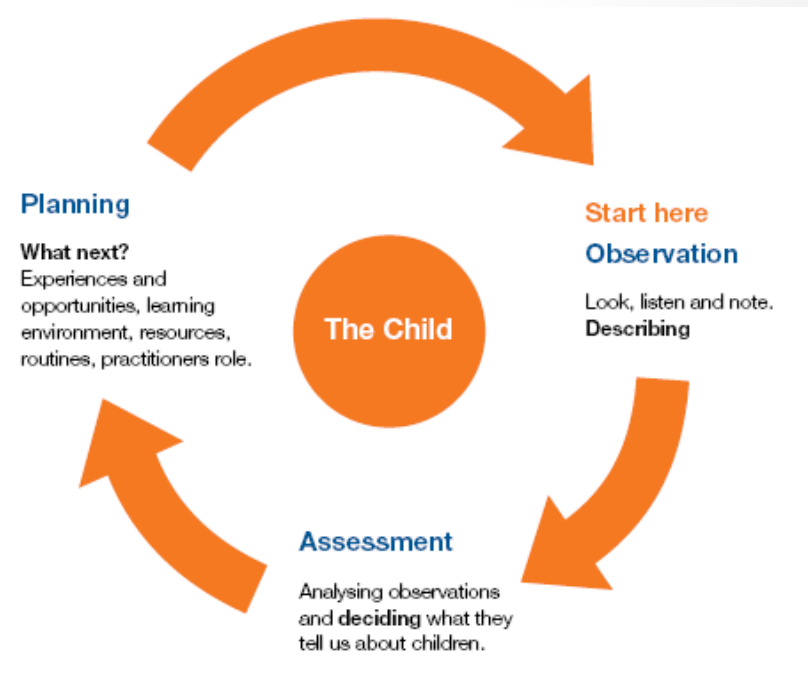 Planning
What next?
Experiences and
opportunities, learning
environment, resources,
routines, practitioners role.
The Child
Start here
Observation
Look, listen and note.
Describing
Assessment
Analysing observations
and deciding what they
tell us about children.